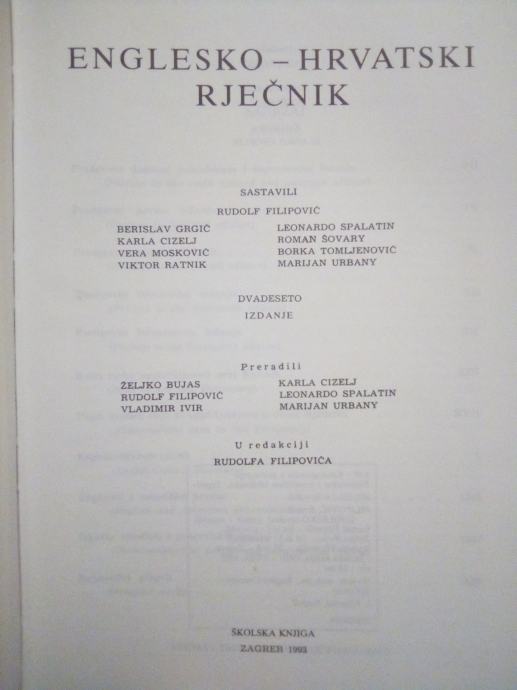 ENGLESKO – HRVATSKI
RJEČNIK
SASTAVILI
RUDOLF FILIPOVIĆ
BERISLAV GRGIĆ LEONARDO SPALATIN
KARLA CIZELJ ROMAN ŠOVARY
VERA MOSKOVIĆ BORKA TOMLJENOVIĆ
VIKTOR RATNIK MARIJAN URBANY
DVADESETO
IZDANJE
Preradili
ŽELJKO BUJAS KARLA CIZELJ
RUDOLF FILIPOVIĆ LEONARDO SPALATIN
VLADIMIR IVIR MARIJAN URBANY
U redakciji
RUDOLFA FILIPOVIĆA
ŠKOLSKA KNJIGA
ZAGREB 1993